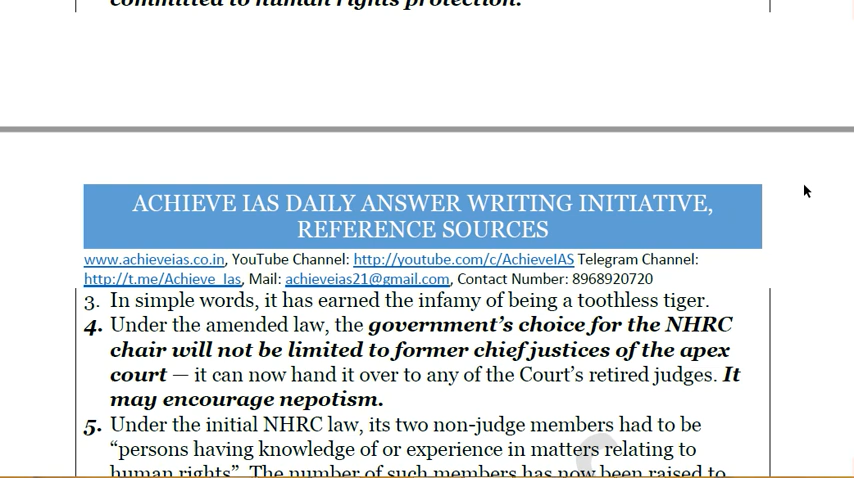 committed to human rights protection.
ACHIEVE IAS DAILY ANSWER WRITING INITIATIVE,
REFERENCE SOURCES
www.achieveias.co.in, YouTube Channel: http://youtube.com/c/AchieveIAS Telegram Channel:
http://t.me/Achieve_Ias, Mail: achieveias21@gmail.com, Contact Number: 8968920720
3. In simple words, it has earned the infamy of being a toothless tiger.
4. Under the amended law, the government's choice for the NHRC
chair will not be limited to former chief justices of the apex
court — it can now hand it over to any of the Court's retired judges. It
may encourage nepotism.
5. Under the initial NHRC law, its two non-judge members had to be
“persons having knowledge of or experience in matters relating to
human rights”. The number of such members has now been raised to